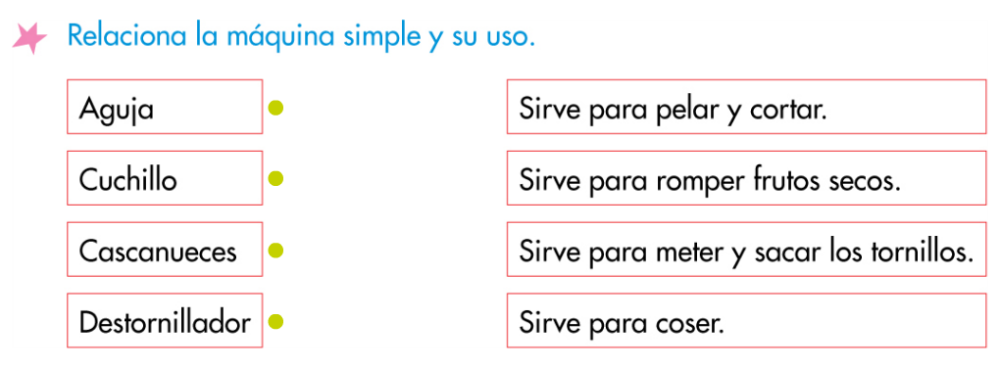 Relaciona la máquina simple y su uso.
Aguja
Sirve para pelar y cortar.
Cuchillo
Sirve para romper frutos secos.
Cascanueces
Sirve para meter y sacar los tornillos.
Destornillador
Sirve para coser.